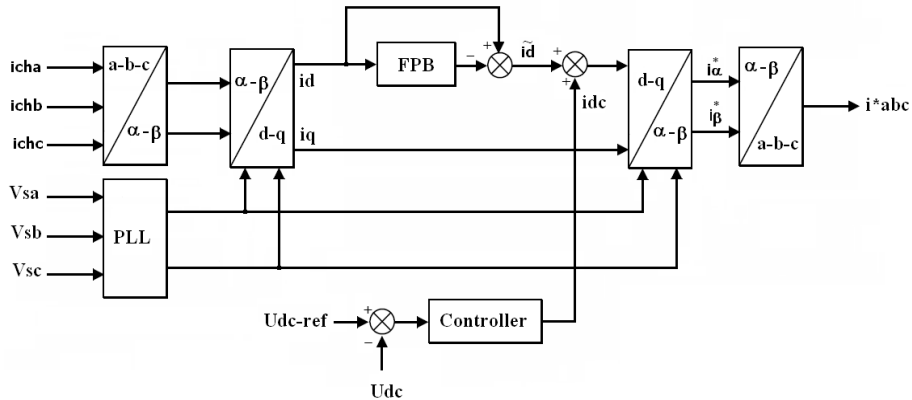 icha
ichb
ichc
a-b-c
α-β
α-β
d-q
id
iq
FPB
+
−
ĩd
+
+
idc
d-q
α-β
i*α
i*β
α-β
a-b-c
i*abc
Vsa
Vsb
Vsc
PLL
Udc-ref
+
−
Udc
Controller